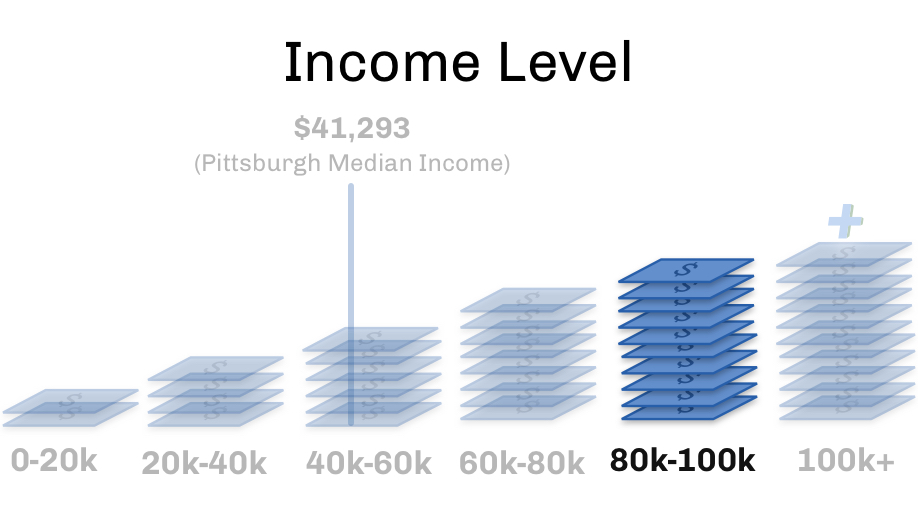 Income Level
$41,293
(Pittsburgh Median Income)
+
0-20k 20k-40k 40k-60k 60k-80k 80k-100k 100k+